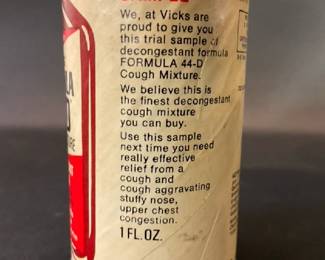 We, at Vicks are
proud to give you
this trial sample of
decongestant formula
FORMULA 44-D
Cough Mixture.
We believe this is
the finest decongestant
cough mixture
you can buy.
Use this sample
next time you need
really effective
relief from a
cough and
cough aggravating
stuffy nose,
upper chest
congestion.
1 FL.OZ.